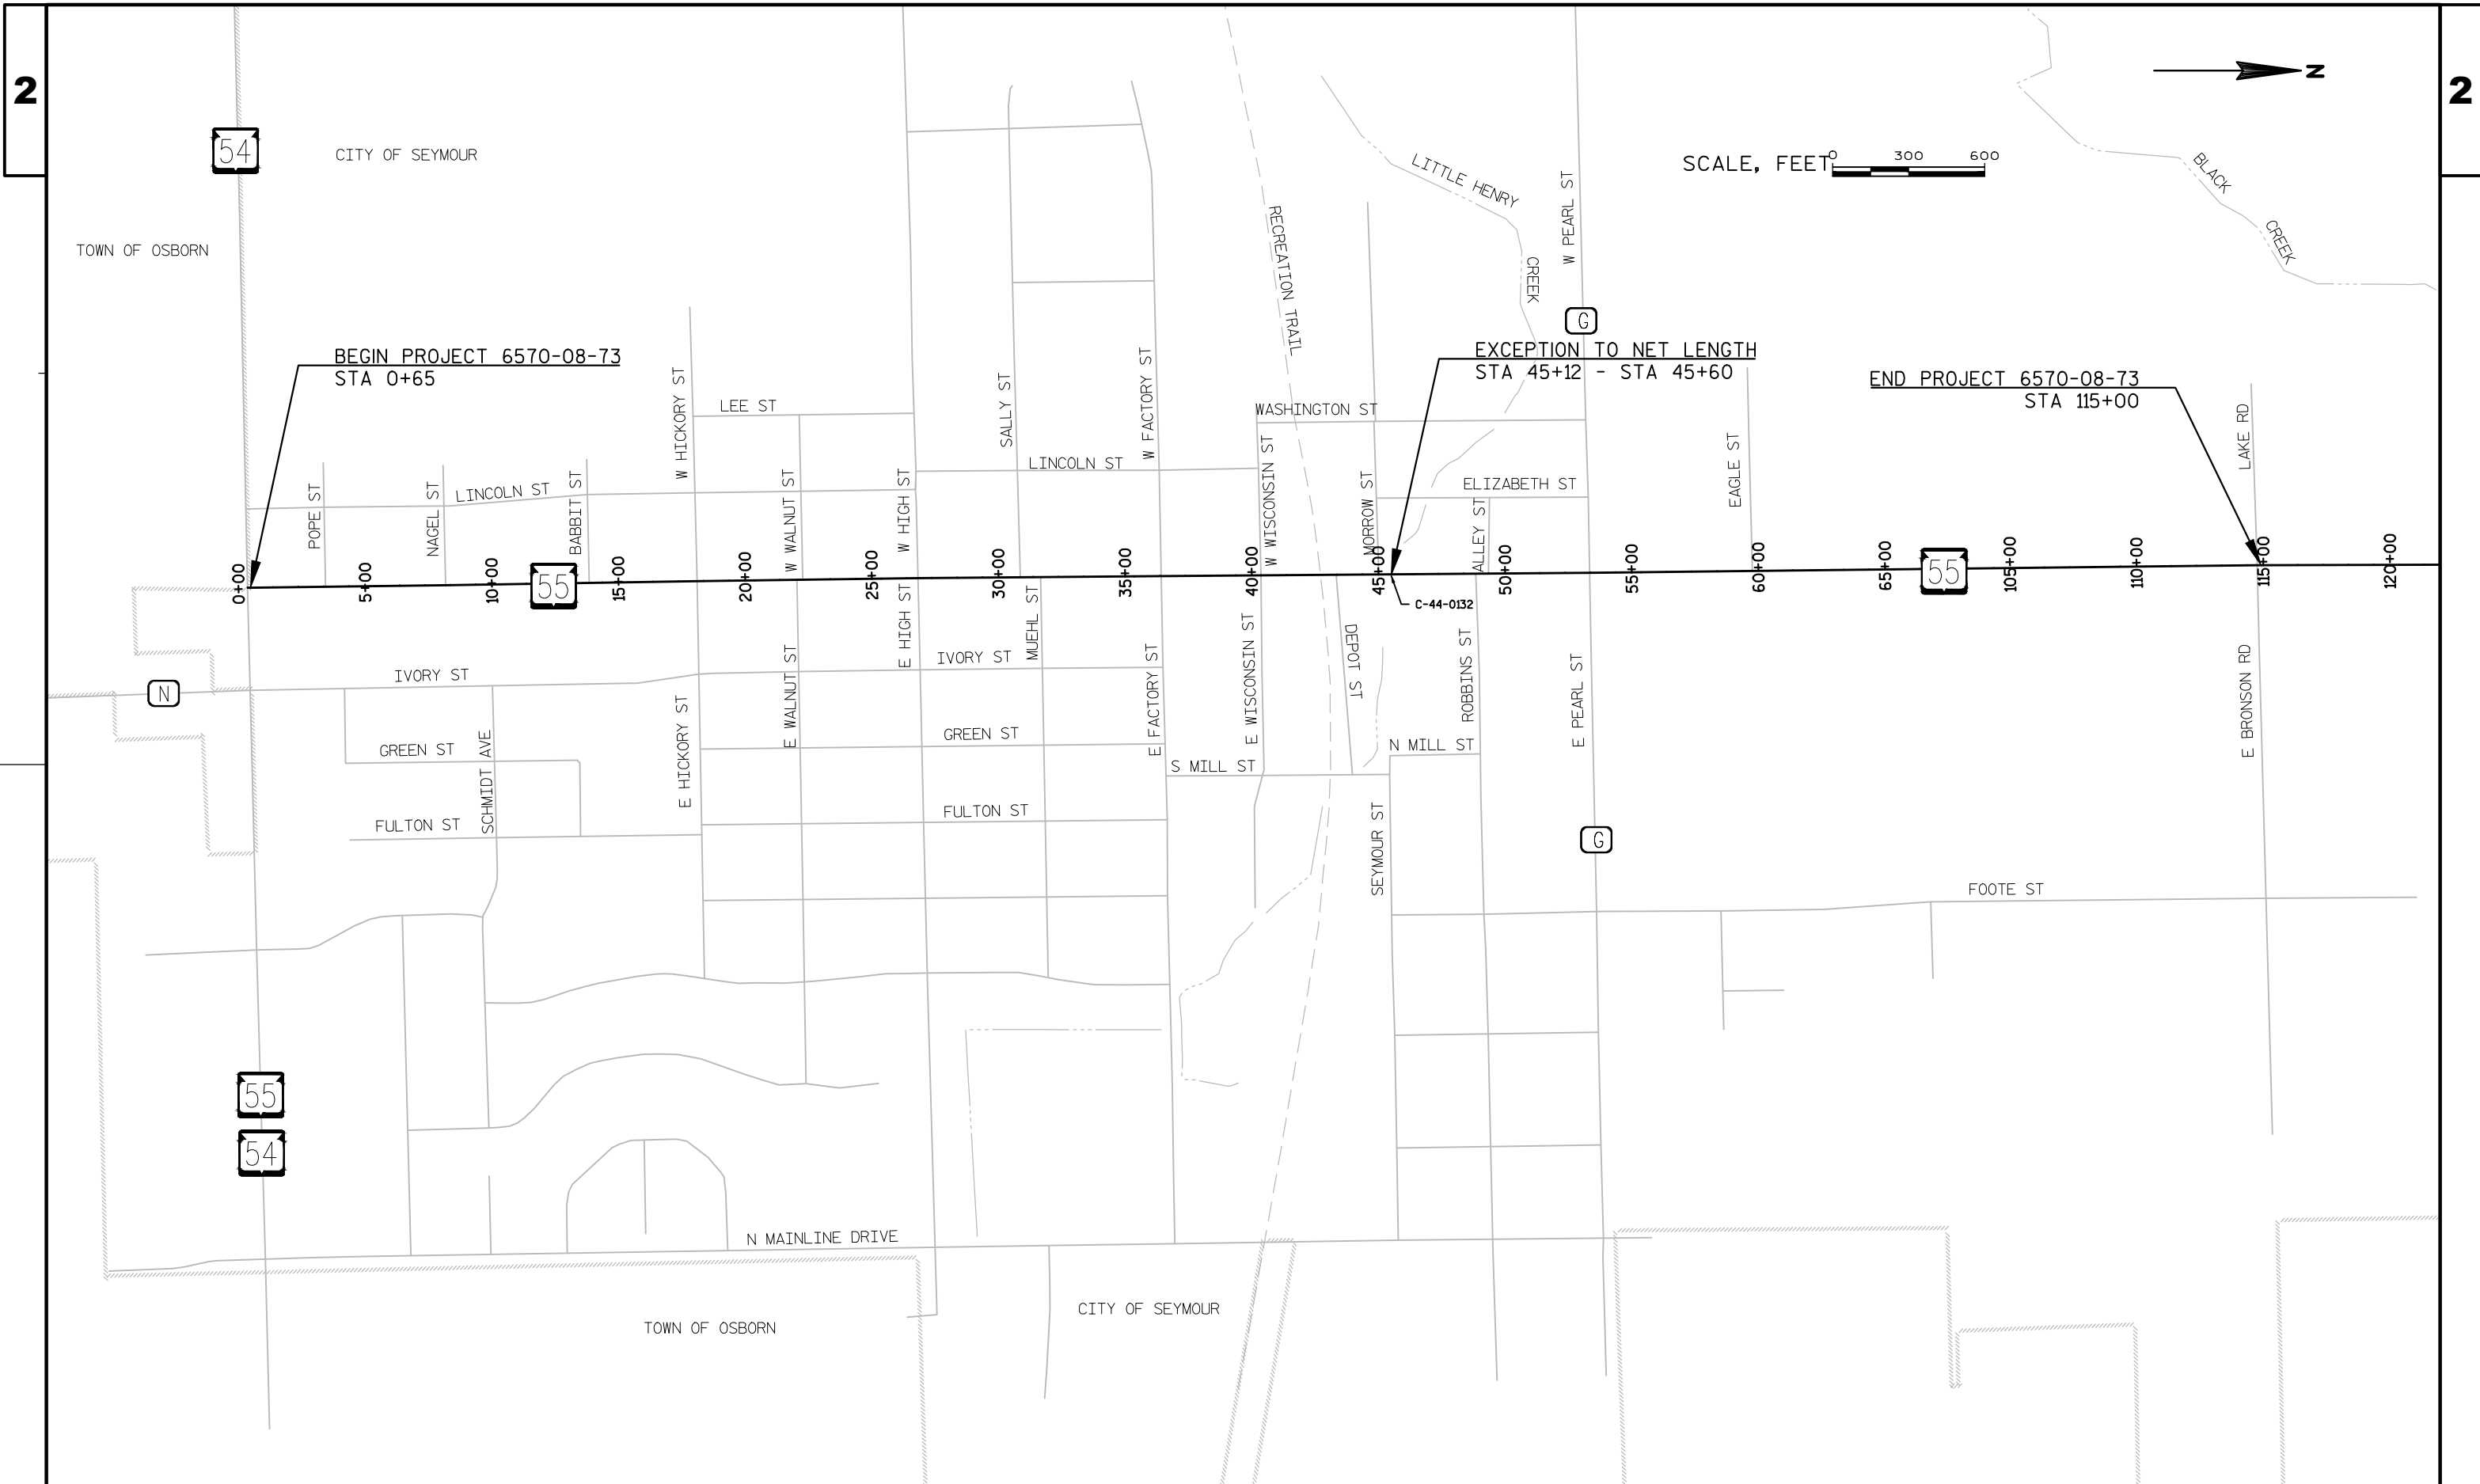 2
2
N
54
CITY OF SEYMOUR
SCALE, FEET
0 300 600
TOWN OF OSBORN
LITTLE HENRY
CREEK
BLACK
CREEK
W PEARL ST
RECREATION TRAIL
G
BEGIN PROJECT 6570-08-73
STA 0+65
EXCEPTION TO NET LENGTH
STA 45+12 - STA 45+60
END PROJECT 6570-08-73
STA 115+00
W HICKORY ST
LEE ST
SALLY ST
W FACTORY ST
WASHINGTON ST
EAGLE ST
LAKE RD
POPE ST
NAGEL ST
LINCOLN ST
BABBIT ST
W WALNUT ST
W HIGH ST
LINCOLN ST
W WISCONSIN ST
MORROW ST
ELIZABETH ST
ALLEY ST
0+00
5+00
10+00
55
15+00
20+00
25+00
30+00
35+00
40+00
45+00
50+00
55+00
60+00
65+00
55
105+00
110+00
115+00
120+00
C-44-0132
N
IVORY ST
E HIGH ST
IVORY ST
MUEHL ST
E FACTORY ST
E WISCONSIN ST
DEPOT ST
ROBBINS ST
E PEARL ST
E BRONSON RD
GREEN ST
SCHMIDT AVE
E HICKORY ST
E WALNUT ST
GREEN ST
S MILL ST
N MILL ST
FULTON ST
FULTON ST
SEYMOUR ST
G
FOOTE ST
55
54
N MAINLINE DRIVE
TOWN OF OSBORN
CITY OF SEYMOUR